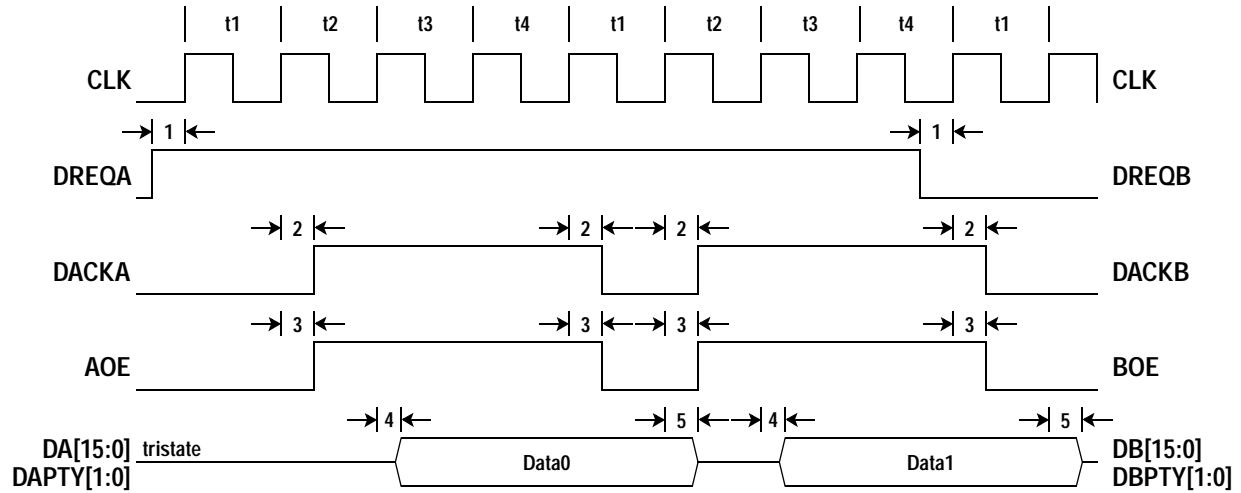 t1 t2 t3 t4 t1 t2 t3 t4 t1
CLK CLK
1 1
DREQA DREQB
2 2 2 2
DACKA DACKB
3 3 3 3
AOE BOE
4 5 4 5
DA[15:0] tristate Data0 Data1 DB[15:0]
DAPTY[1:0] DBPTY[1:0]